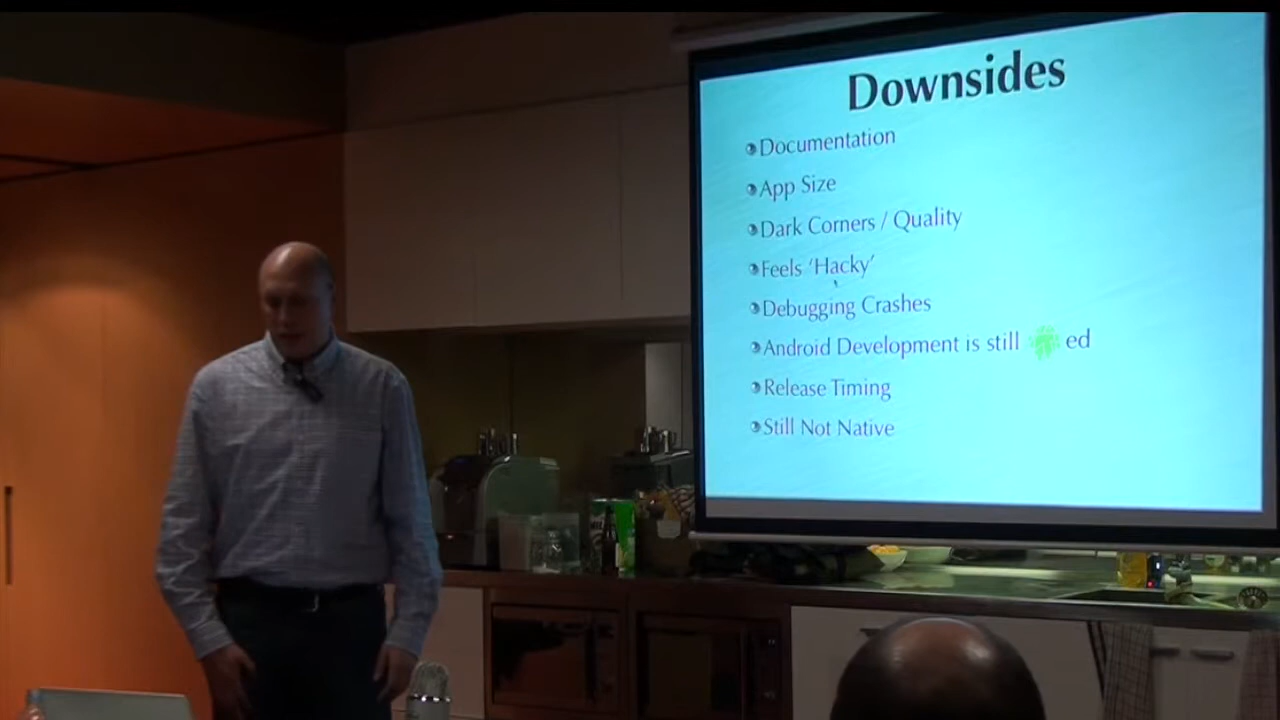 Downsides
Documentation
App Size
Dark Corners / Quality
Feels ‘Hacky’
Debugging Crashes
Android Development is still ed
Release Timing
Still Not Native